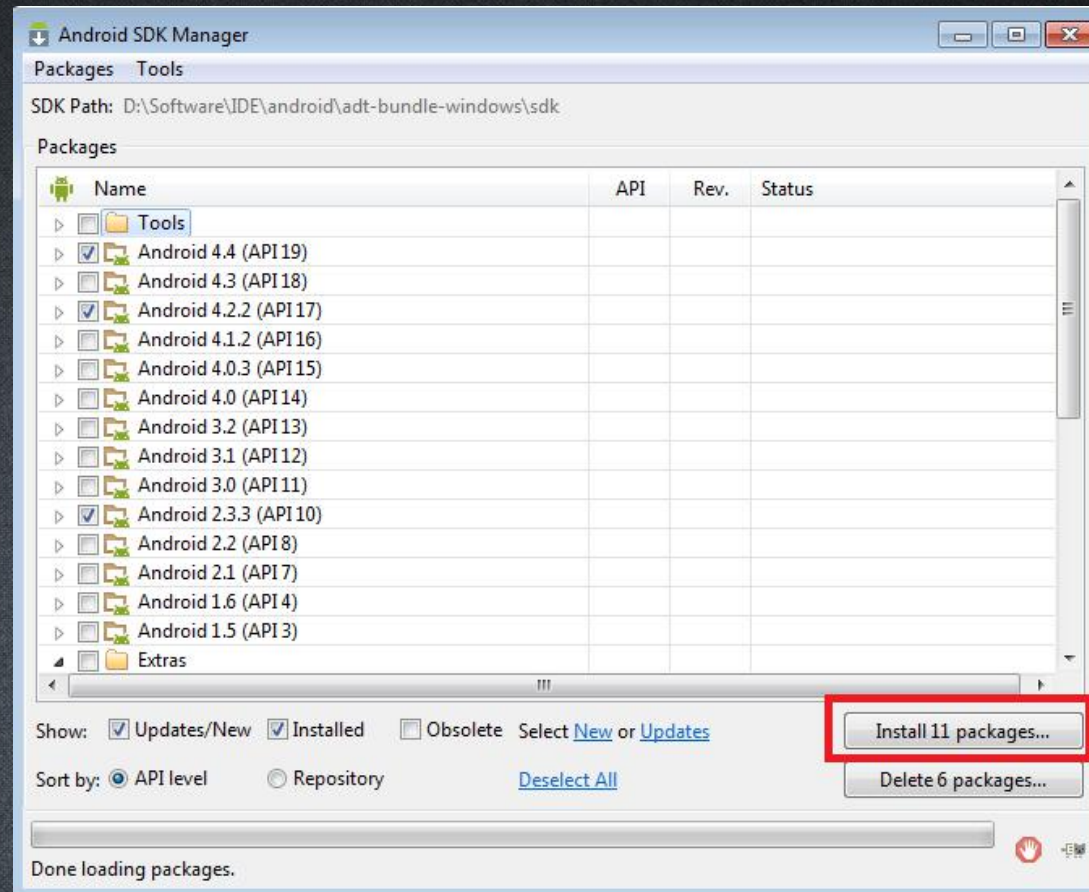 Android SDK Manager
Packages Tools
SDK Path: D:\Software\IDE\android\adt-bundle-windows\sdk
Packages
Name API Rev. Status
Tools
Android 4.4 (API 19)
Android 4.3 (API 18)
Android 4.2.2 (API 17)
Android 4.1.2 (API 16)
Android 4.0.3 (API 15)
Android 4.0 (API 14)
Android 3.2 (API 13)
Android 3.1 (API 12)
Android 3.0 (API 11)
Android 2.3.3 (API 10)
Android 2.2 (API 8)
Android 2.1 (API 7)
Android 1.6 (API 4)
Android 1.5 (API 3)
Extras
Show: Updates/New Installed Obsolete Select New or Updates Install 11 packages...
Sort by: API level Repository Deselect All Delete 6 packages...
Done loading packages.